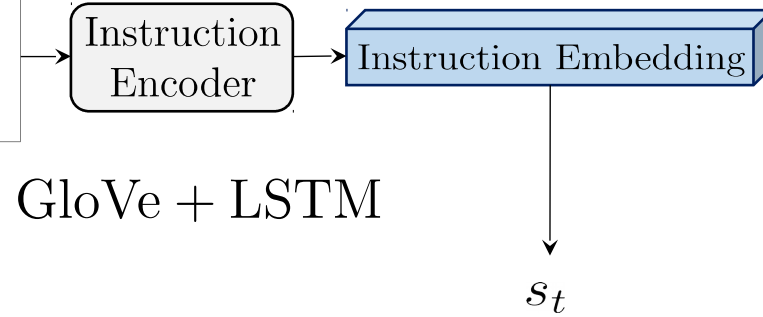 Instruction
Encoder
Instruction Embedding
GloVe + LSTM
s_t